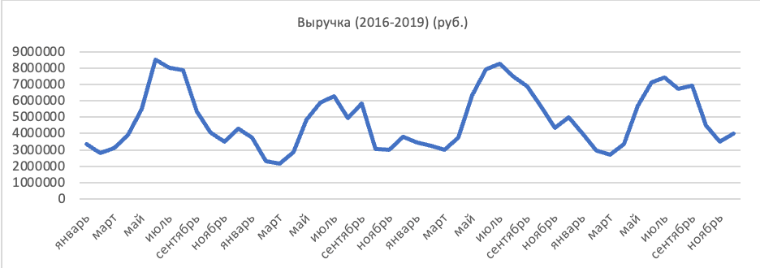 Выручка (2016-2019) (руб.)
9000000
8000000
7000000
6000000
5000000
4000000
3000000
2000000
1000000
0
январь
март
май
июль
сентябрь
ноябрь
январь
март
май
июль
сентябрь
ноябрь
январь
март
май
июль
сентябрь
ноябрь
январь
март
май
июль
сентябрь
ноябрь